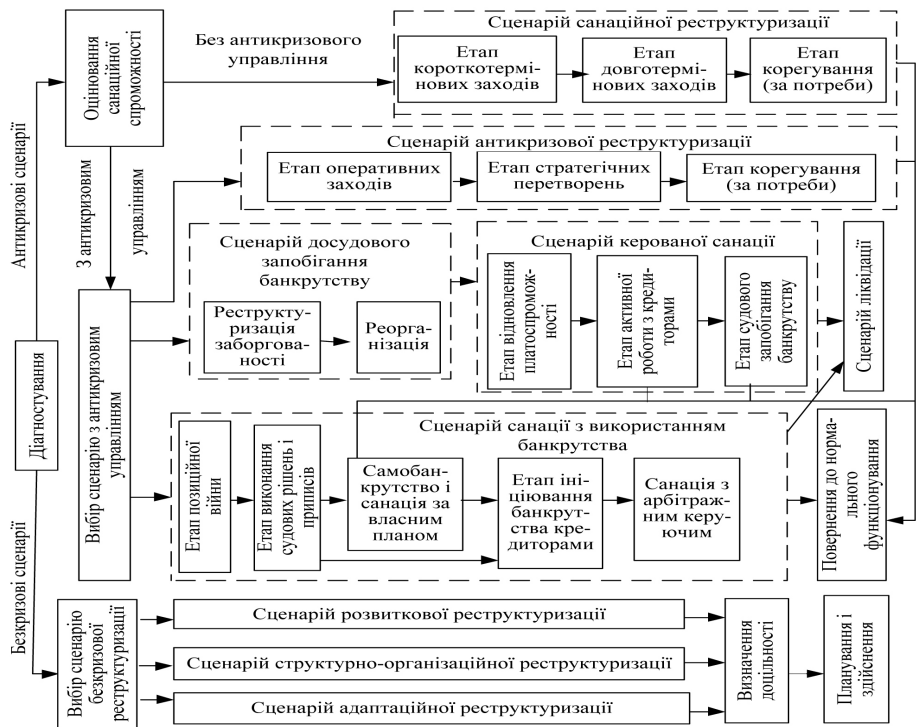 Оцінювання
санаційної
спроможності
Без антикризового
управління
Сценарій санаційної реструктуризації
Етап
короткотермі-
нових заходів
Етап
довготермі-
нових заходів
Етап
корегування
(за потреби)
Антикризові сценарії
З антикризовим
управлінням
Сценарій антикризової реструктуризації
Етап оперативних
заходів
Етап стратегічних
перетворень
Етап корегування
(за потреби)
Сценарій досудового
запобігання
банкрутству
Реструкту-
ризація
заборгова-
ності
Реорга-
нізація
Сценарій керованої санації
Етап відновлення
платоспромож-
ності
Етап активної
роботи з креди-
торами
Етап судового
запобігання
банкрутству
Сценарій ліквідації
Діагностування
Вибір сценарію з антикризовим
управлінням
Сценарій санації з використанням
банкрутства
Етап позиційної
війни
Етап виконання
судових рішень і
приписів
Самобан-
крутство і
санація за
власним
планом
Етап іні-
ціювання
банкрут-
ства кре-
диторами
Санація з
арбітраж-
ним керу-
ючим
Повернення до норма-
льного
функціонування
Безкризові сценарії
Вибір сценарію
безкризової
реструктуризації
Сценарій розвиткової реструктуризації
Сценарій структурно-організаційної реструктуризації
Сценарій адаптаційної реструктуризації
Визначення
доцільності
Планування і
здійснення